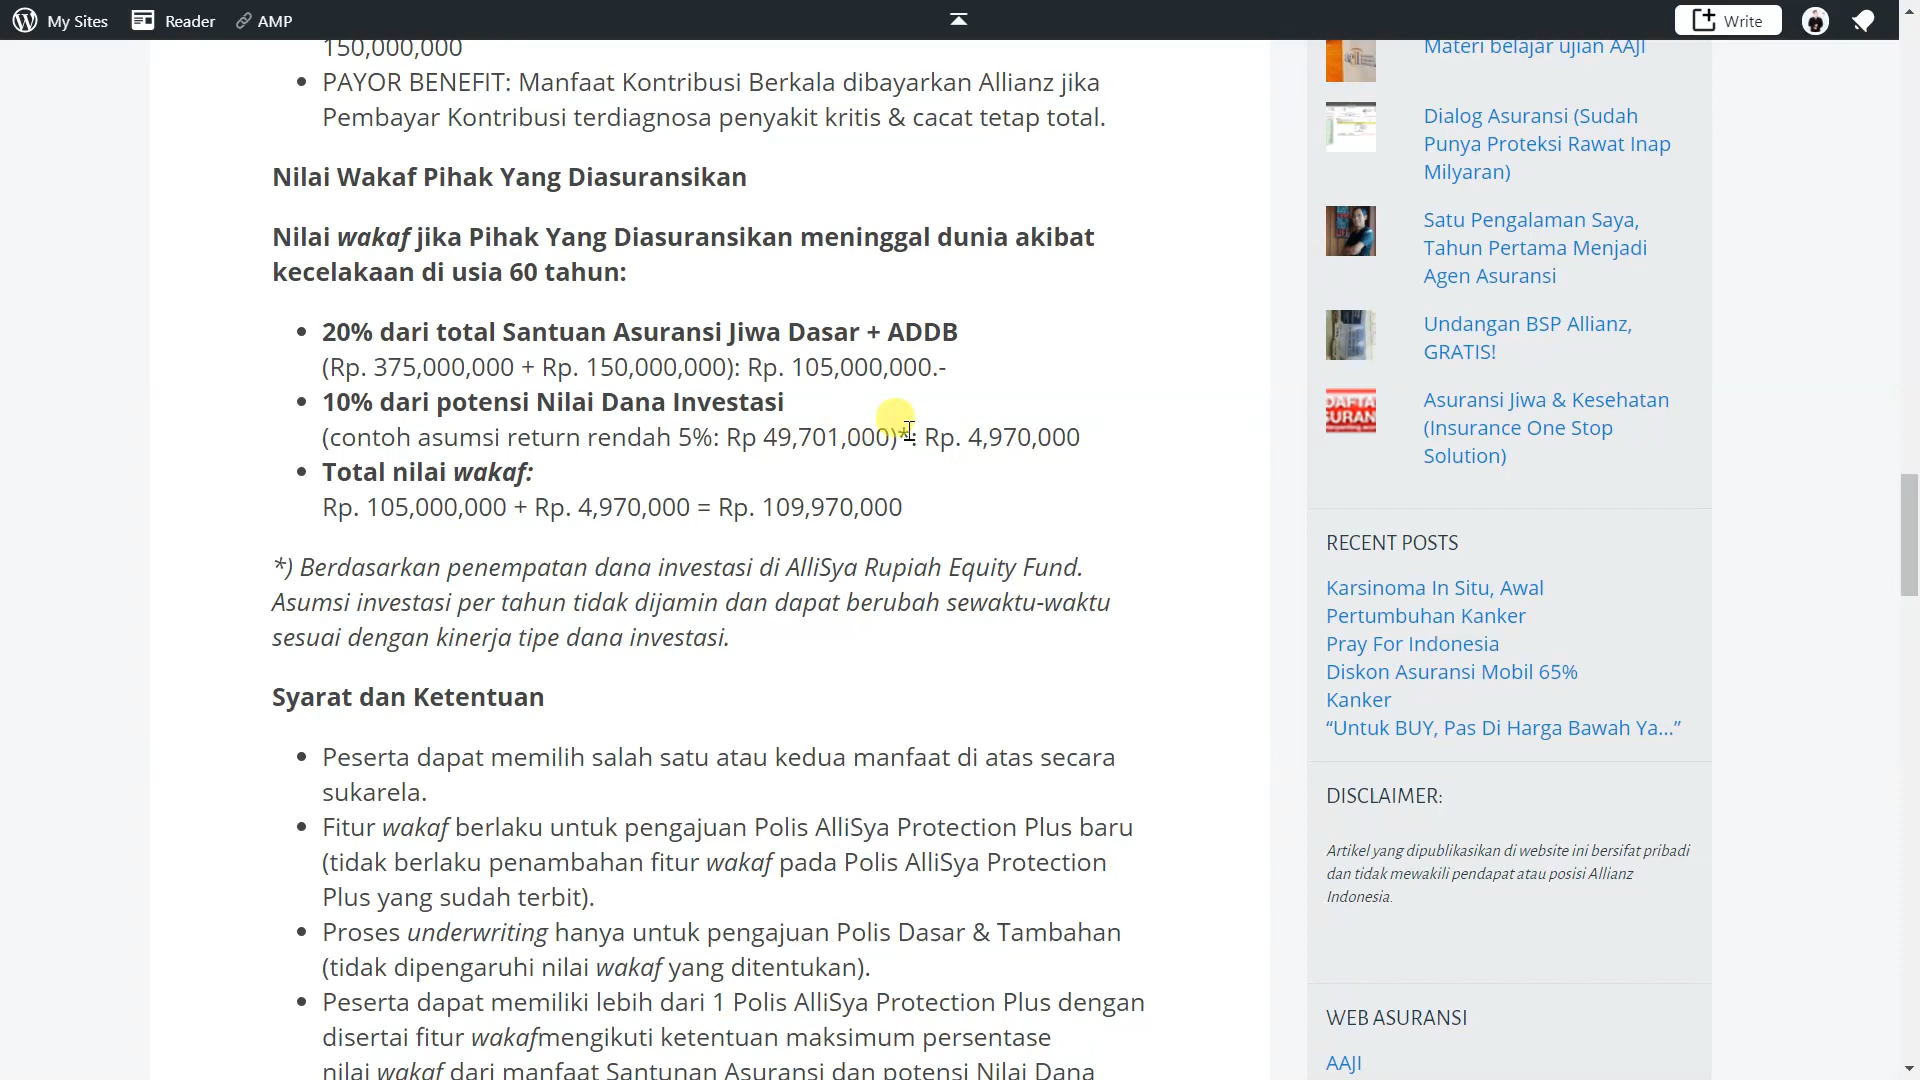 My Sites
Reader
AMP
Write
150,000,000
PAYOR BENEFIT: Manfaat Kontribusi Berkala dibayarkan Allianz jika
Pembayar Kontribusi terdiagnosa penyakit kritis & cacat tetap total.
Nilai Wakaf Pihak Yang Diasuransikan
Nilai wakaf jika Pihak Yang Diasuransikan meninggal dunia akibat
kecelakaan di usia 60 tahun:
20% dari total Santuan Asuransi Jiwa Dasar + ADDB
(Rp. 375,000,000 + Rp. 150,000,000): Rp. 105,000,000.-
10% dari potensi Nilai Dana Investasi
(contoh asumsi return rendah 5%: Rp 49,701,000)*: Rp. 4,970,000
Total nilai wakaf:
Rp. 105,000,000 + Rp. 4,970,000 = Rp. 109,970,000
*) Berdasarkan penempatan dana investasi di AlliSya Rupiah Equity Fund.
Asumsi investasi per tahun tidak dijamin dan dapat berubah sewaktu-waktu
sesuai dengan kinerja tipe dana investasi.
Syarat dan Ketentuan
Peserta dapat memilih salah satu atau kedua manfaat di atas secara
sukarela.
Fitur wakaf berlaku untuk pengajuan Polis AlliSya Protection Plus baru
(tidak berlaku penambahan fitur wakaf pada Polis AlliSya Protection
Plus yang sudah terbit).
Proses underwriting hanya untuk pengajuan Polis Dasar & Tambahan
(tidak dipengaruhi nilai wakaf yang ditentukan).
Peserta dapat memiliki lebih dari 1 Polis AlliSya Protection Plus dengan
disertai fitur wakafmengikuti ketentuan maksimum persentase
nilai wakaf dari manfaat Santunan Asuransi dan potensi Nilai Dana
Materi belajar ujian AAJI
Dialog Asuransi (Sudah
Punya Proteksi Rawat Inap
Milyaran)
Satu Pengalaman Saya,
Tahun Pertama Menjadi
Agen Asuransi
Undangan BSP Allianz,
GRATIS!
Asuransi Jiwa & Kesehatan
(Insurance One Stop
Solution)
RECENT POSTS
Karsinoma In Situ, Awal
Pertumbuhan Kanker
Pray For Indonesia
Diskon Asuransi Mobil 65%
Kanker
“Untuk BUY, Pas Di Harga Bawah Ya…”
DISCLAIMER:
Artikel yang dipublikasikan di website ini bersifat pribadi
dan tidak mewakili pendapat atau posisi Allianz
Indonesia.
WEB ASURANSI
AAJI